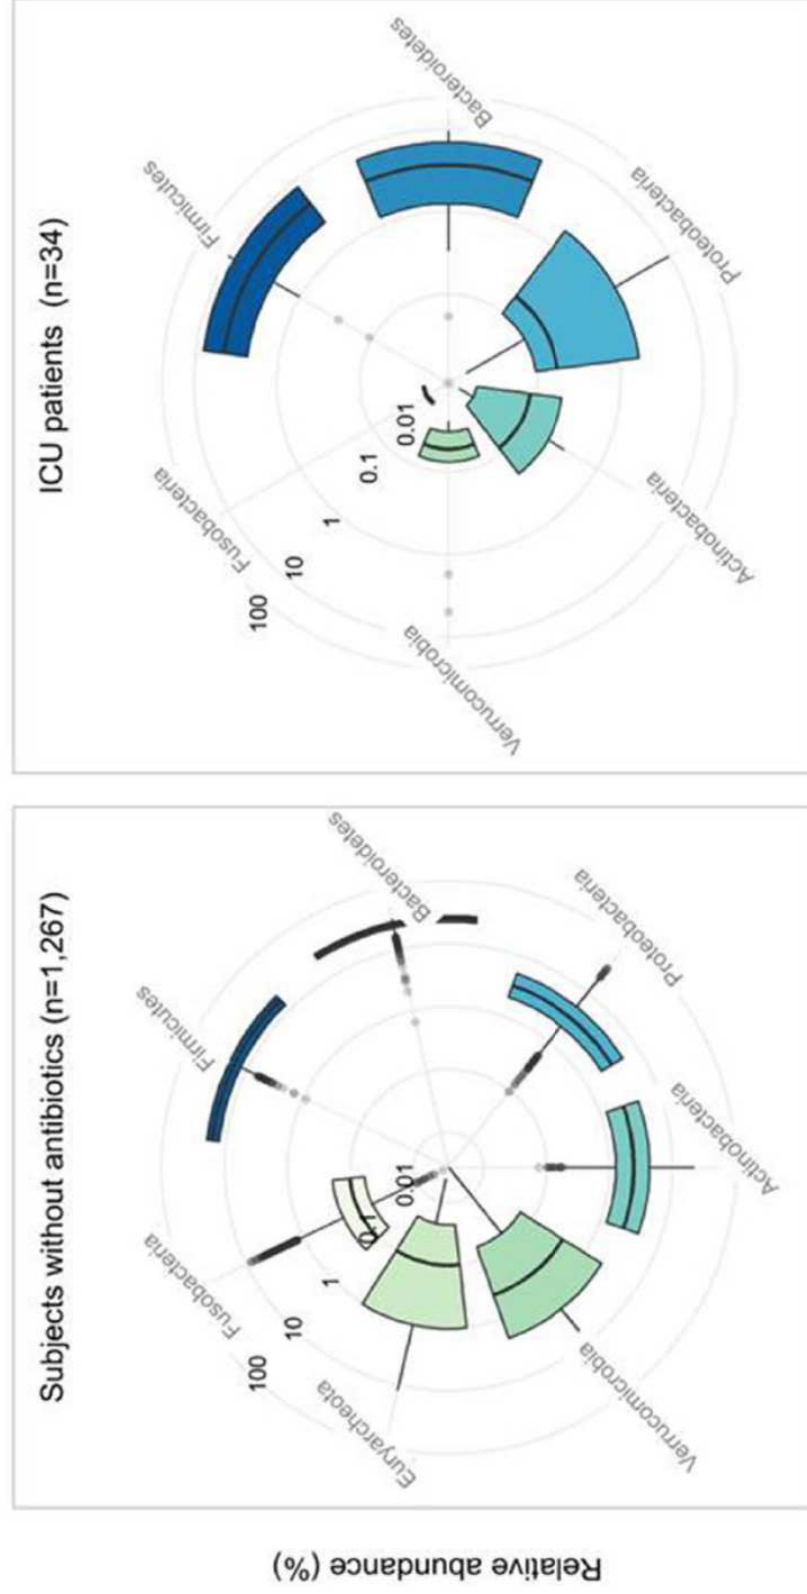 Relative abundance (%)
Subjects without antibiotics (n=1,267)
Firmicutes
Bacteroidetes
Proteobacteria
Actinobacteria
Verrucomicrobia
Euryarcheota
Fusobacteria
0.01
0.1
1
10
100
ICU patients (n=34)
Firmicutes
Bacteroidetes
Proteobacteria
Actinobacteria
Verrucomicrobia
Fusobacteria
0.01
0.1
1
10
100